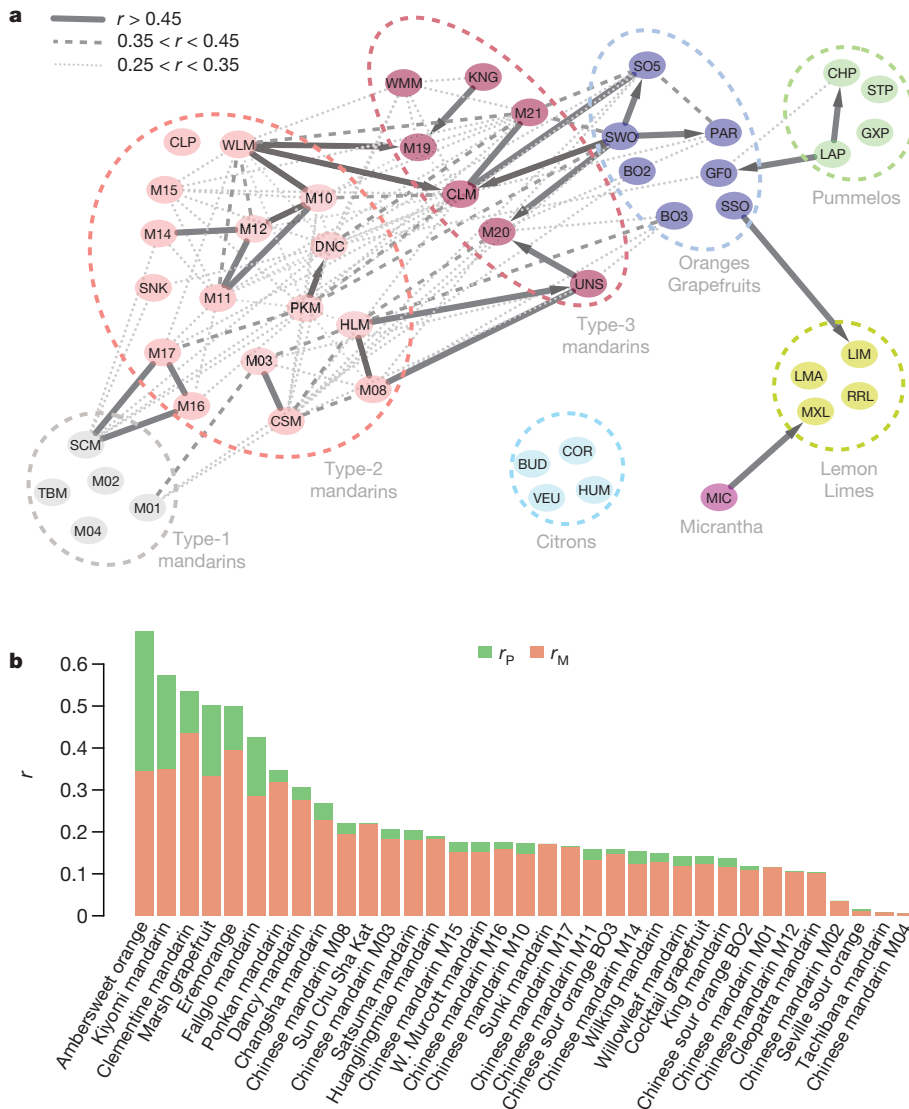 a
r > 0.45
0.35 < r < 0.45
0.25 < r < 0.35
WMM
KNG
M21
M19
CLM
M20
UNS
Type-3
mandarins
SO5
SWO
PAR
BO2
GF0
SSO
BO3
Oranges
Grapefruits
CHP
STP
GXP
LAP
Pummelos
CLP
WLM
M15
M10
M14
M12
DNC
SNK
M11
PKM
HLM
M17
M03
M08
M16
CSM
Type-2
mandarins
SCM
M02
TBM
M01
M04
Type-1
mandarins
BUD
COR
VEU
HUM
Citrons
LIM
LMA
RRL
MXL
Lemon
Limes
MIC
Micrantha
b
rP
rM
r
0.6
0.5
0.4
0.3
0.2
0.1
0
Ambersweet orange
Kiyomi mandarin
Clementine mandarin
Marsh grapefruit
Eremorange
Fallglo mandarin
Ponkan mandarin
Dancy mandarin
Changsha mandarin
Chinese mandarin M08
Sun Chu Sha Kat
Chinese mandarin M03
Satsuma mandarin
Huanglingmiao mandarin
Chinese mandarin M15
W. Murcott mandarin
Chinese mandarin M16
Chinese mandarin M10
Sunki mandarin
Chinese mandarin M17
Chinese mandarin M11
Chinese sour orange BO3
Chinese mandarin M14
Wilking mandarin
Willowleaf mandarin
Cocktail grapefruit
King mandarin
Chinese sour orange BO2
Chinese mandarin M01
Chinese mandarin M12
Cleopatra mandarin
Chinese mandarin M02
Seville sour orange
Tachibana mandarin
Chinese mandarin M04